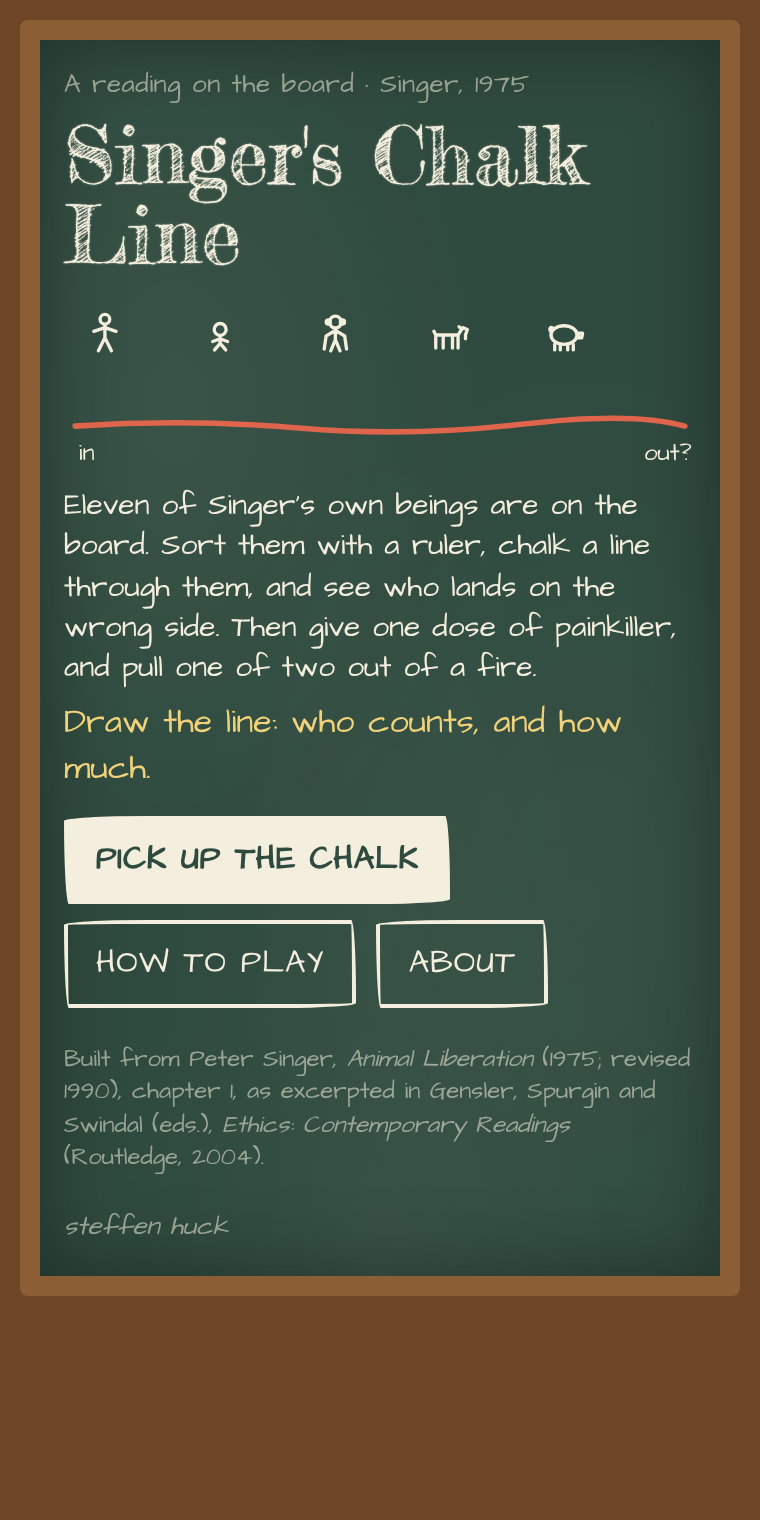 A reading on the board · Singer, 1975
Singer's Chalk
Line
in
out?
Eleven of Singer's own beings are on the
board. Sort them with a ruler, chalk a line
through them, and see who lands on the
wrong side. Then give one dose of painkiller,
and pull one of two out of a fire.
Draw the line: who counts, and how
much.
PICK UP THE CHALK
HOW TO PLAY
ABOUT
Built from Peter Singer, Animal Liberation (1975; revised
1990), chapter 1, as excerpted in Gensler, Spurgin and
Swindal (eds.), Ethics: Contemporary Readings
(Routledge, 2004).
steffen huck